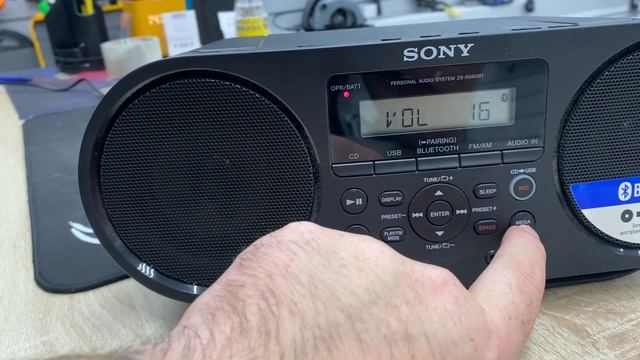 SONY
OPR/BATT
PERSONAL AUDIO SYSTEM ZS-RS60BT
VOL 16
(PAIRING)
CD
USB
BLUETOOTH
FM/AM
AUDIO IN
TUNE/ +
CD USB
DISPLAY
SLEEP
REC
PRESET-
ENTER
PRESET+
PLAY/FM MODE
ERASE
MEGA
TUNE/ -
B